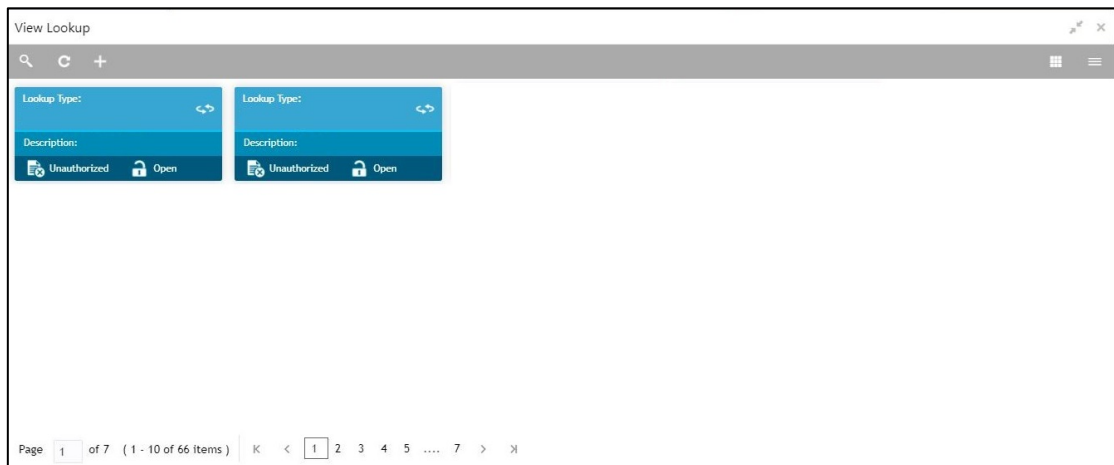 View Lookup
Lookup Type: Lookup Type:
Description: Description:
Unauthorized Open Unauthorized Open
Page 1 of 7 ( 1 - 10 of 66 items ) 1 2 3 4 5 .... 7